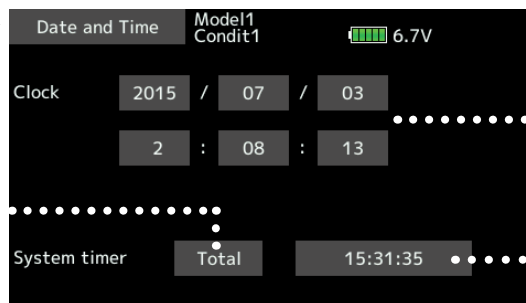 Date and Time Model1 Condit1 6.7V
Clock 2015 / 07 / 03
2 : 08 : 13
System timer Total 15:31:35